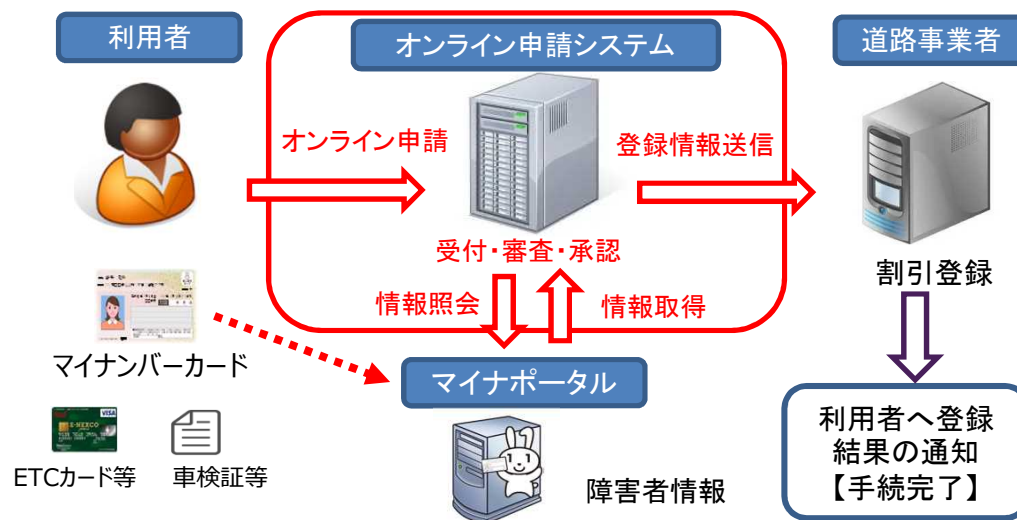 利用者
オンライン申請システム
道路事業者
オンライン申請
登録情報送信
受付・審査・承認
情報照会
情報取得
割引登録
マイナンバーカード
マイナポータル
利用者へ登録
結果の通知
【手続完了】
VISA
E-NEXCO
ETCカード等
車検証等
障害者情報